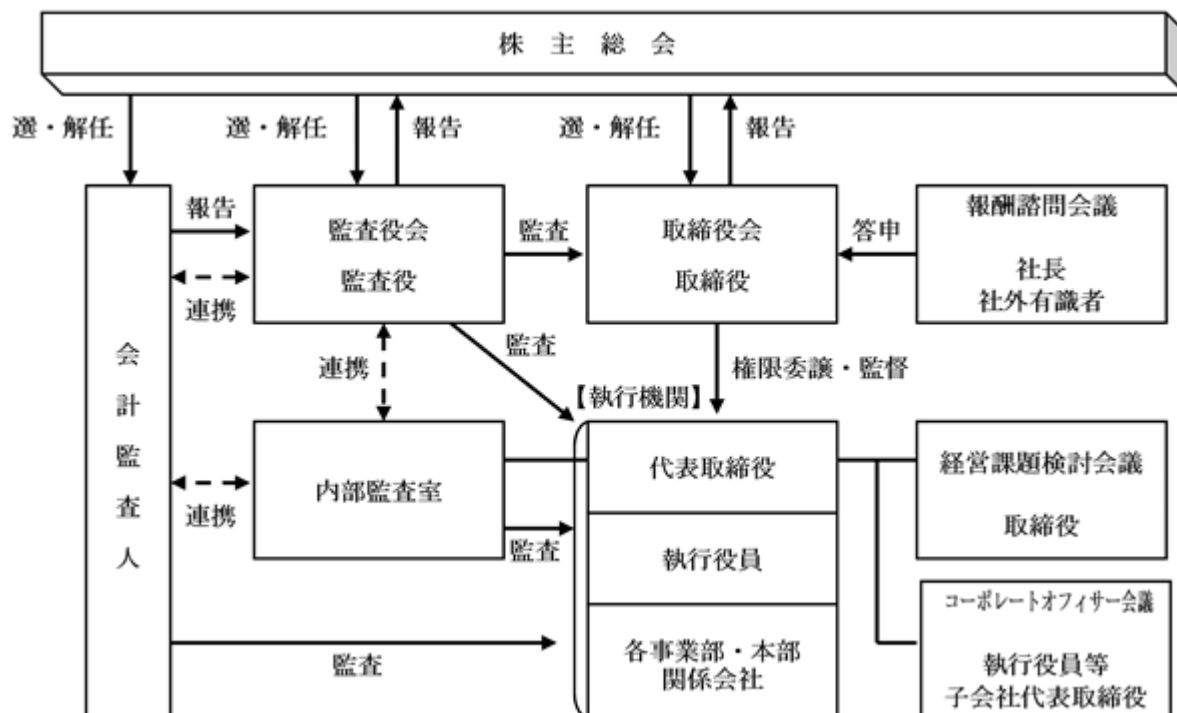 株 主 総 会
選・解任
選・解任
報告
選・解任
報告
報告
監査役会
監査役
監査
取締役会
取締役
答申
報酬諮問会議
社長
社外有識者
連携
会計監査人
連携
監査
権限委譲・監督
【執行機関】
内部監査室
連携
監査
代表取締役
執行役員
各事業部・本部
関係会社
経営課題検討会議
取締役
コーポレートオフィサー会議
執行役員等
子会社代表取締役
監査